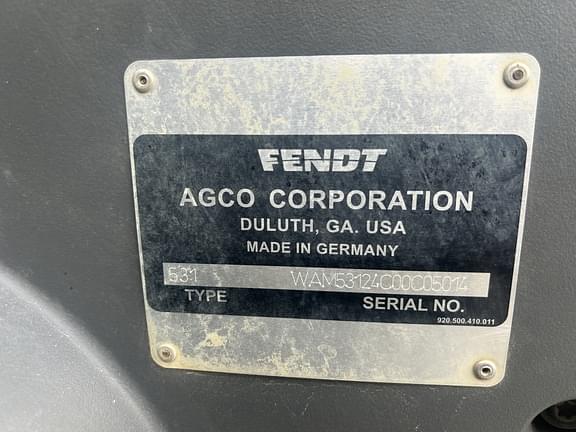 FENDT
AGCO CORPORATION
DULUTH, GA. USA
MADE IN GERMANY
531 WAM53124C00C05014
TYPE SERIAL NO.
920.500.410.011